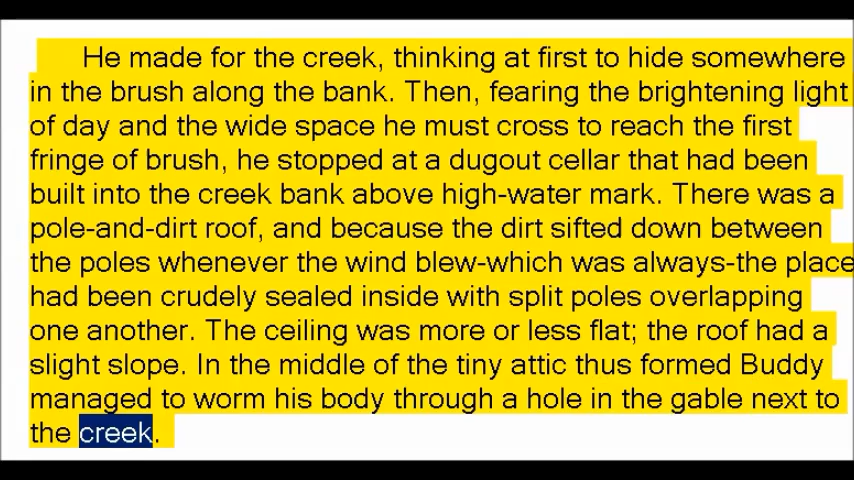 He made for the creek, thinking at first to hide somewhere
in the brush along the bank. Then, fearing the brightening light
of day and the wide space he must cross to reach the first
fringe of brush, he stopped at a dugout cellar that had been
built into the creek bank above high-water mark. There was a
pole-and-dirt roof, and because the dirt sifted down between
the poles whenever the wind blew-which was always-the place
had been crudely sealed inside with split poles overlapping
one another. The ceiling was more or less flat; the roof had a
slight slope. In the middle of the tiny attic thus formed Buddy
managed to worm his body through a hole in the gable next to
the creek.